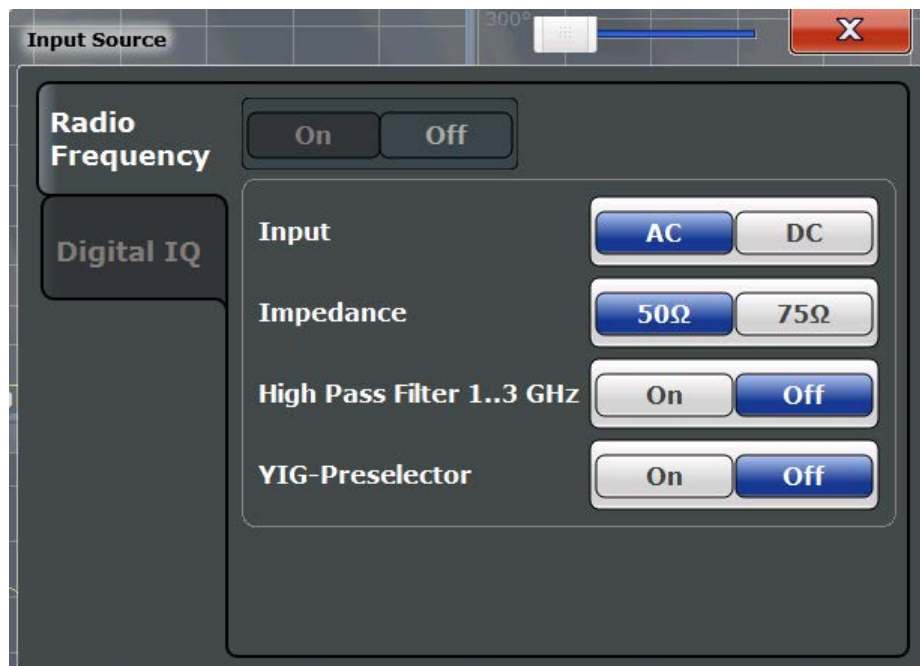 Input Source
300°
X
Radio
Frequency
On Off
Digital IQ
Input AC DC
Impedance 50Ω 75Ω
High Pass Filter 1..3 GHz On Off
YIG-Preselector On Off